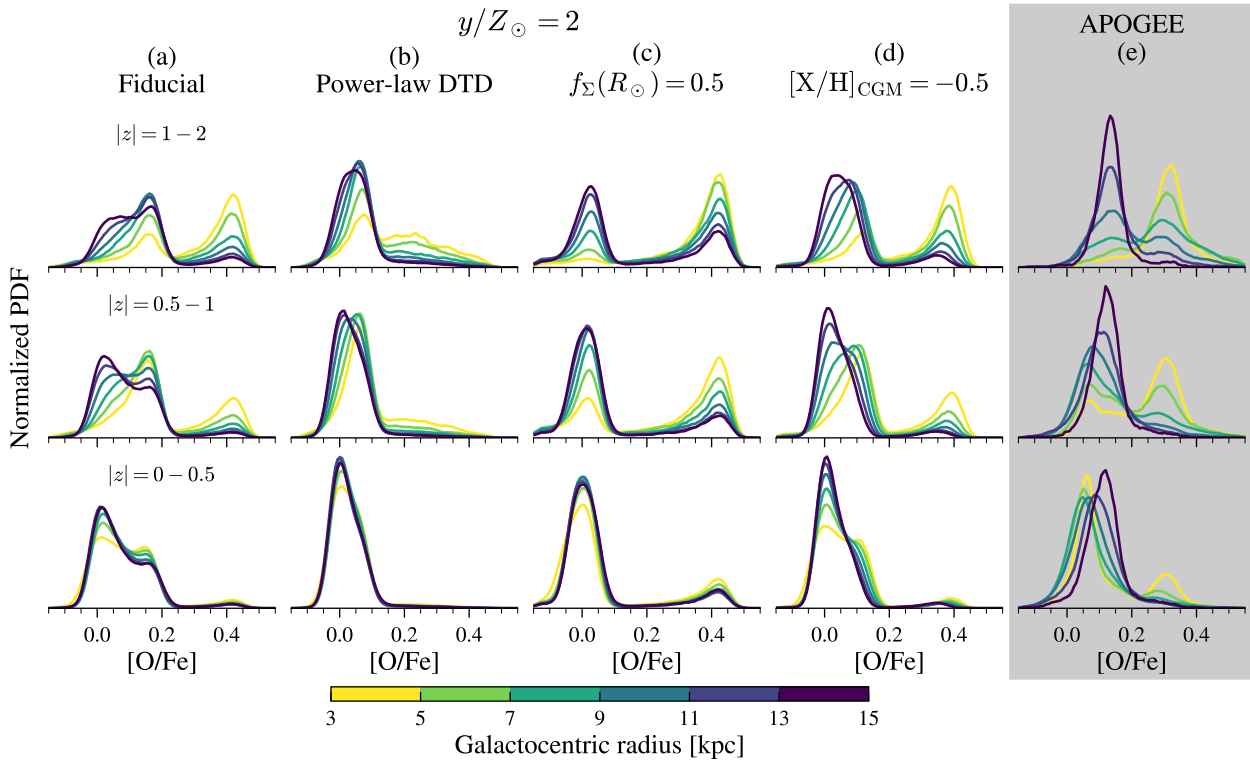 y/Z⊙ = 2
(a) (b) (c) (d) APOGEE (e)
Fiducial Power-law DTD f_Σ(R⊙) = 0.5 [X/H]_CGM = −0.5
|z| = 1 − 2
|z| = 0.5 − 1
|z| = 0 − 0.5
Normalized PDF
0.0 0.2 0.4 0.0 0.2 0.4 0.0 0.2 0.4 0.0 0.2 0.4 0.0 0.2 0.4
[O/Fe] [O/Fe] [O/Fe] [O/Fe] [O/Fe]
3 5 7 9 11 13 15
Galactocentric radius [kpc]